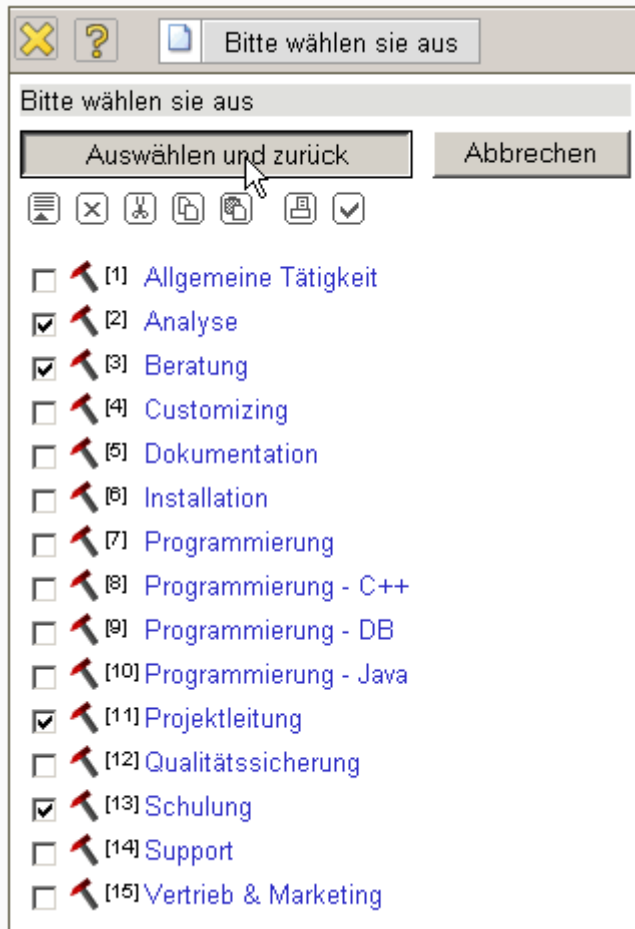 Bitte wählen sie aus
Bitte wählen sie aus
Auswählen und zurück Abbrechen
[1] Allgemeine Tätigkeit
[2] Analyse
[3] Beratung
[4] Customizing
[5] Dokumentation
[6] Installation
[7] Programmierung
[8] Programmierung - C++
[9] Programmierung - DB
[10] Programmierung - Java
[11] Projektleitung
[12] Qualitätssicherung
[13] Schulung
[14] Support
[15] Vertrieb & Marketing